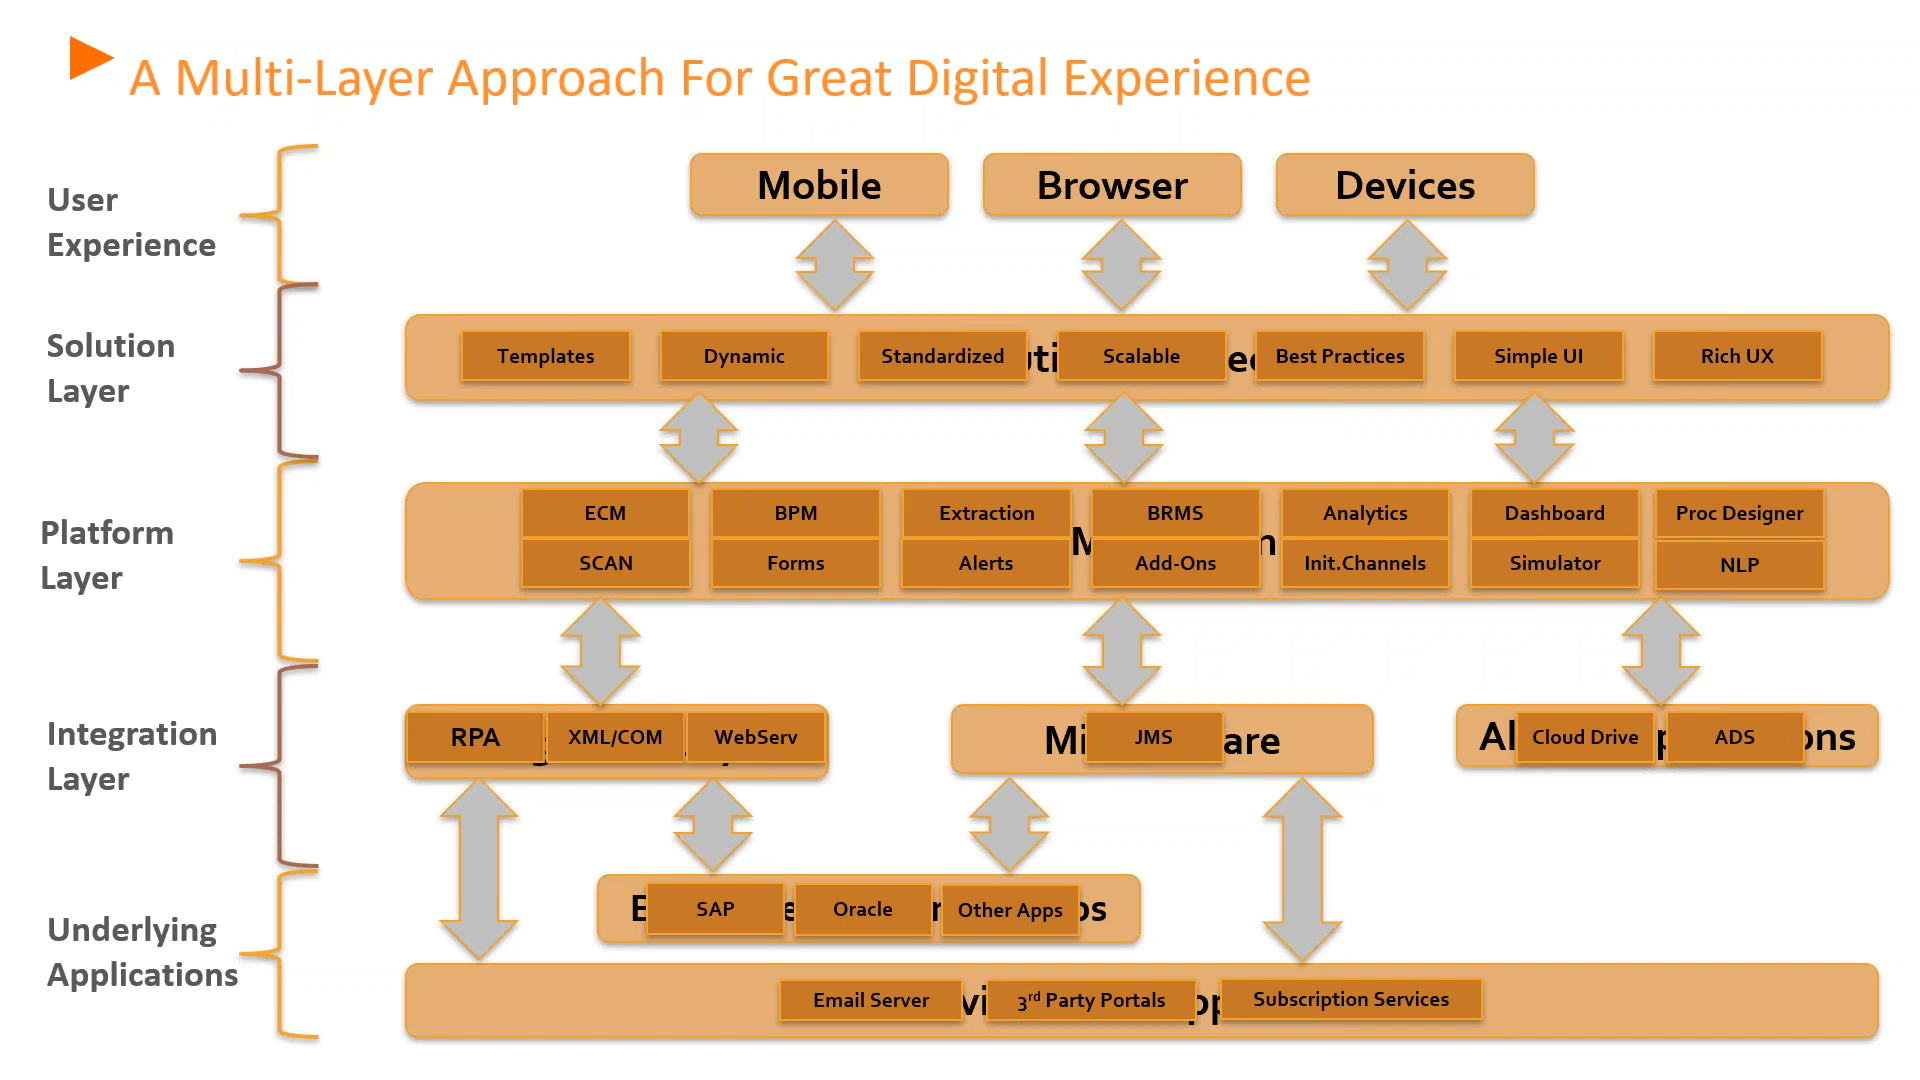 A Multi-Layer Approach For Great Digital Experience
User
Experience
Mobile
Browser
Devices
Solution
Layer
Templates
Dynamic
Standardized
Scalable
Best Practices
Simple UI
Rich UX
Platform
Layer
ECM
BPM
Extraction
BRMS
Analytics
Dashboard
Proc Designer
SCAN
Forms
Alerts
Add-Ons
Init.Channels
Simulator
NLP
Integration
Layer
RPA
XML/COM
WebServ
JMS
Cloud Drive
ADS
Underlying
Applications
SAP
Oracle
Other Apps
Email Server
3rd Party Portals
Subscription Services